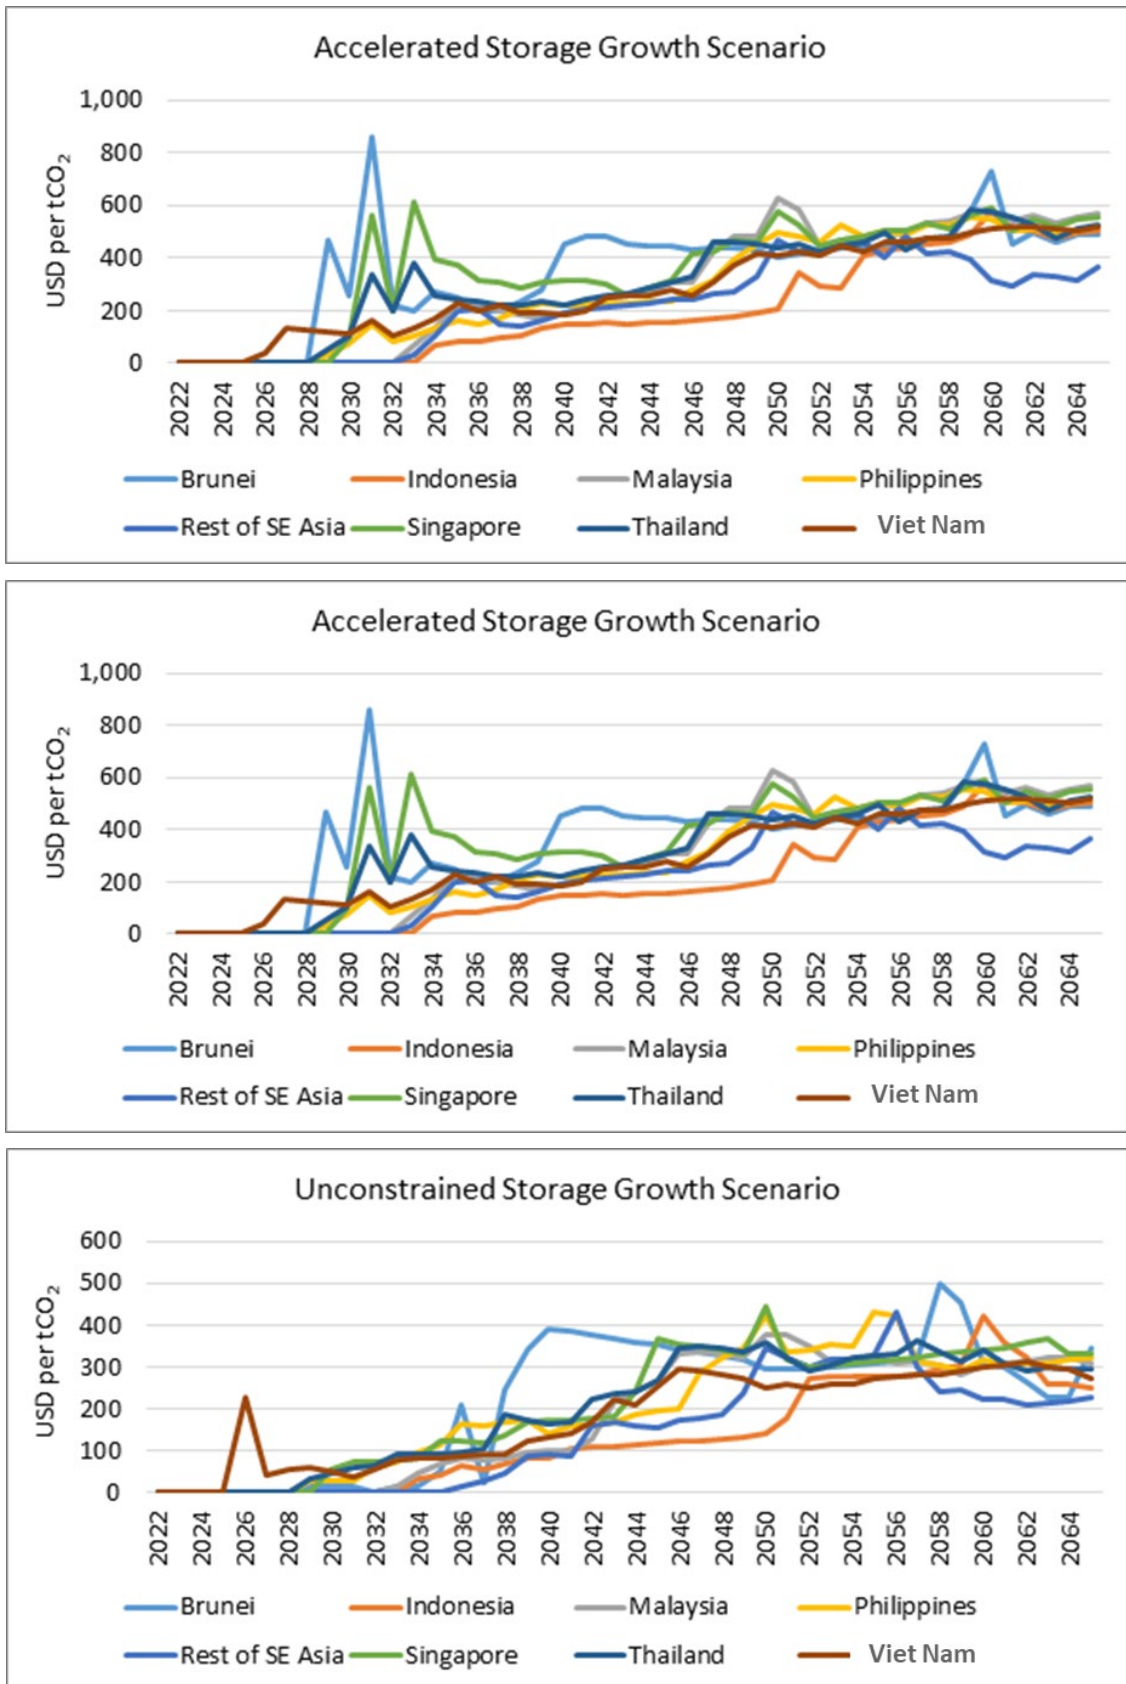 Accelerated Storage Growth Scenario
USD per tCO₂
1,000
800
600
400
200
0
2022 2024 2026 2028 2030 2032 2034 2036 2038 2040 2042 2044 2046 2048 2050 2052 2054 2056 2058 2060 2062 2064
Brunei Indonesia Malaysia Philippines
Rest of SE Asia Singapore Thailand Viet Nam
Accelerated Storage Growth Scenario
USD per tCO₂
1,000
800
600
400
200
0
2022 2024 2026 2028 2030 2032 2034 2036 2038 2040 2042 2044 2046 2048 2050 2052 2054 2056 2058 2060 2062 2064
Brunei Indonesia Malaysia Philippines
Rest of SE Asia Singapore Thailand Viet Nam
Unconstrained Storage Growth Scenario
USD per tCO₂
600
500
400
300
200
100
0
2022 2024 2026 2028 2030 2032 2034 2036 2038 2040 2042 2044 2046 2048 2050 2052 2054 2056 2058 2060 2062 2064
Brunei Indonesia Malaysia Philippines
Rest of SE Asia Singapore Thailand Viet Nam